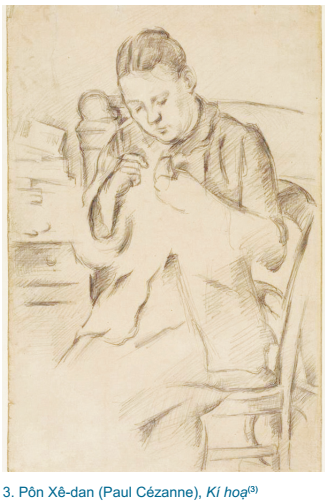 3. Pôn Xê-dan (Paul Cézanne), Kí hoạ(3)